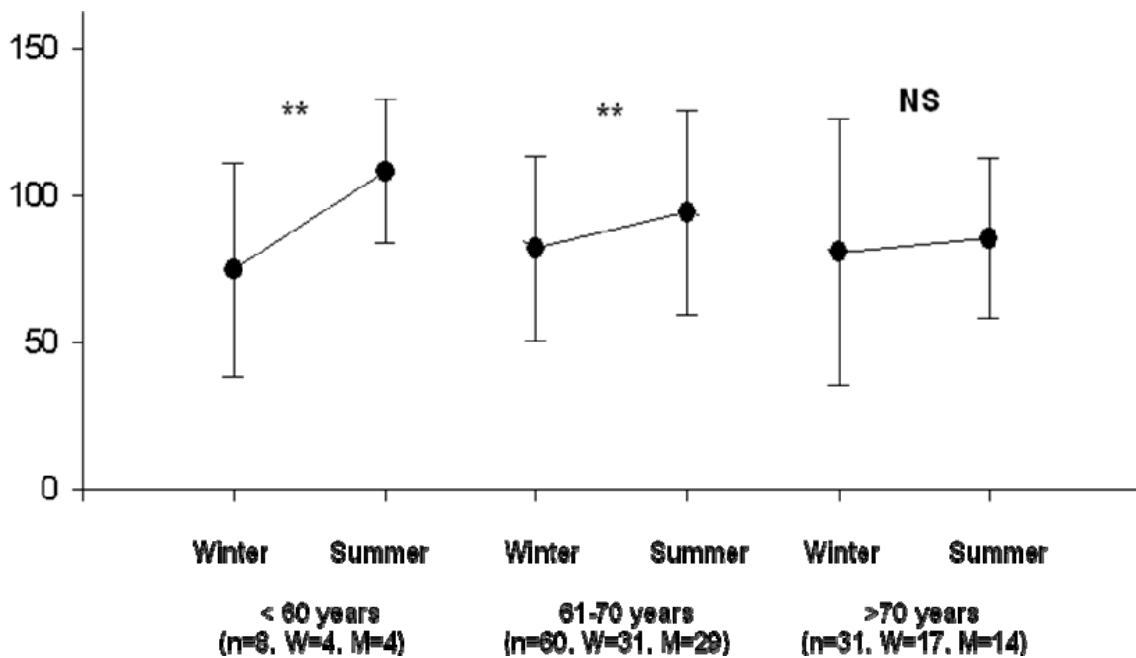 150
** ** NS
100
50
0
Winter Summer Winter Summer Winter Summer
< 60 years 61-70 years >70 years
(n=8, W=4, M=4) (n=60, W=31, M=29) (n=31, W=17, M=14)